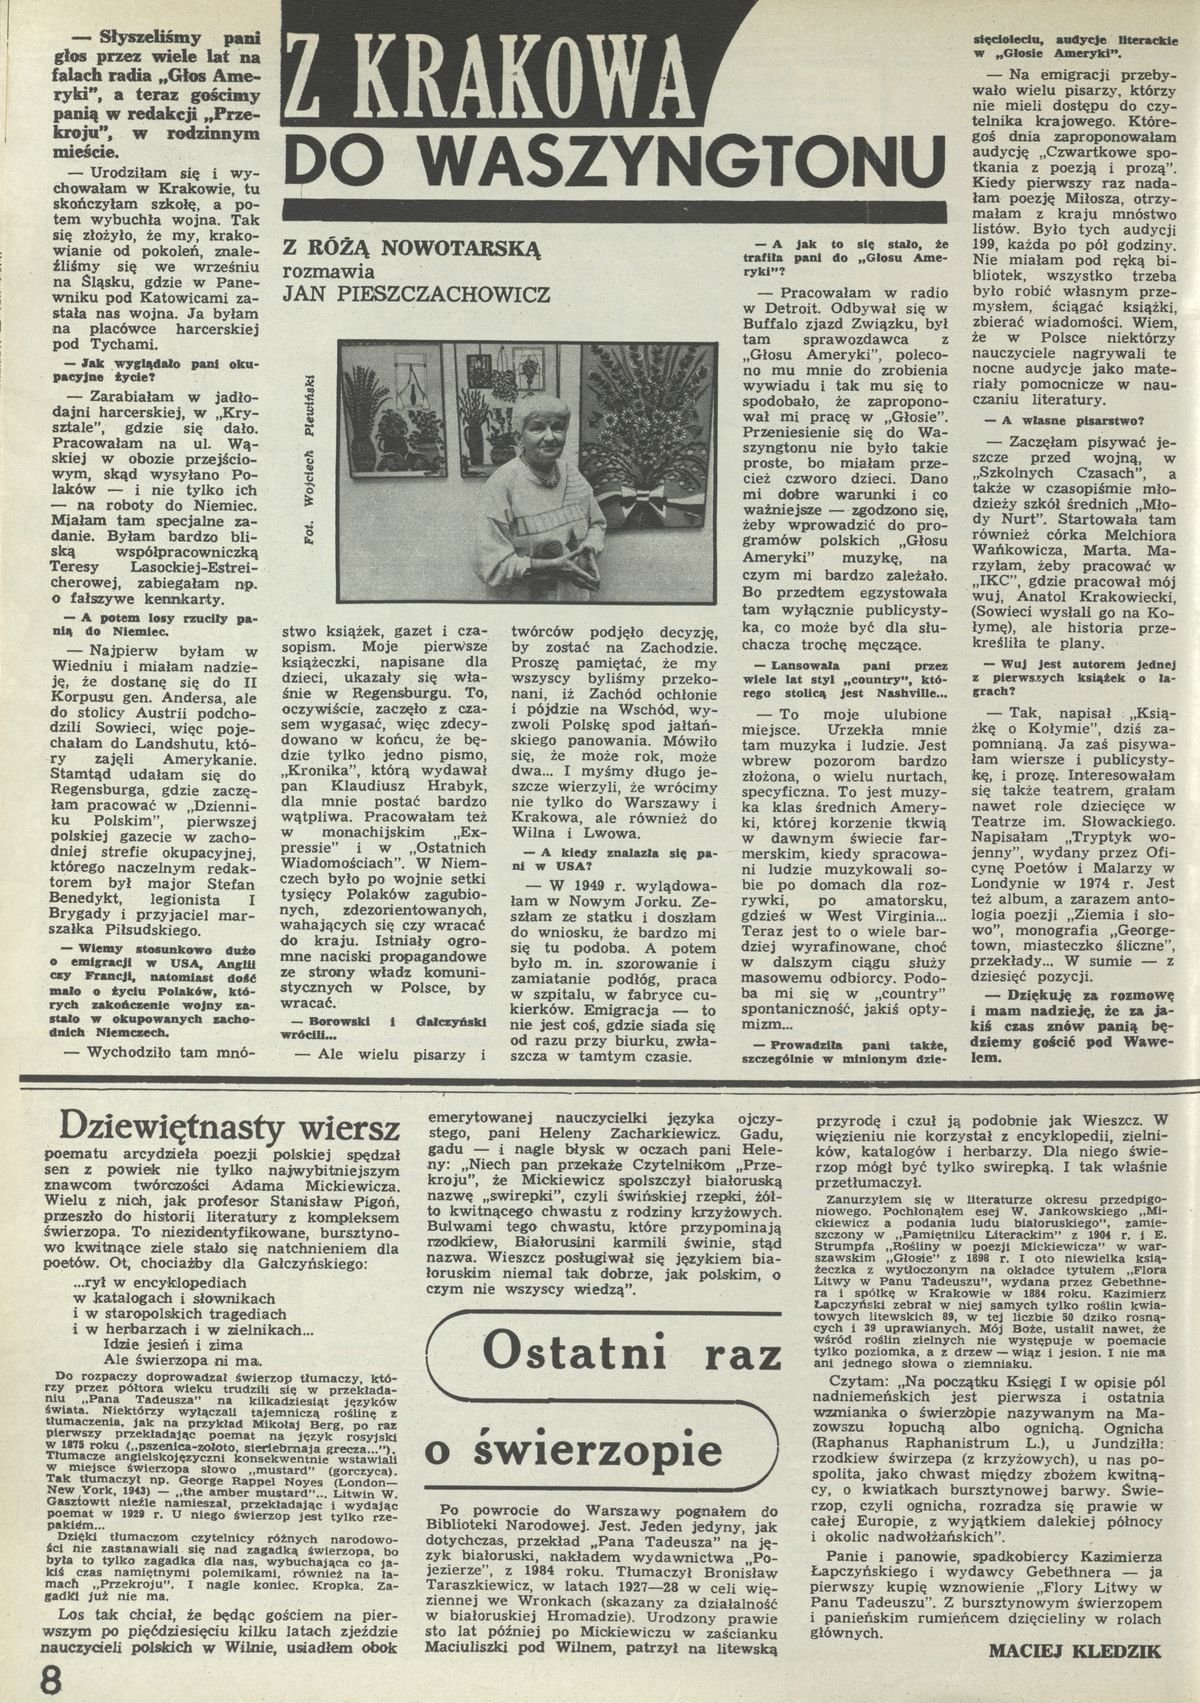 Z KRAKOWA
DO WASZYNGTONU
Z RÓŻĄ NOWOTARSKĄ
rozmawia
JAN PIESZCZACHOWICZ
— Słyszeliśmy pani
głos przez wiele lat na
falach radia „Głos Ame-
ryki”, a teraz gościmy
panią w redakcji „Prze-
kroju”, w rodzinnym
mieście.
— Urodziłam się i wy-
chowałam w Krakowie, tu
skończyłam szkołę, a po-
tem wybuchła wojna. Tak
się złożyło, że my, krako-
wianie od pokoleń, znale-
źliśmy się we wrześniu
na Śląsku, gdzie w Pane-
wniku pod Katowicami za-
stała nas wojna. Ja byłam
na placówce harcerskiej
pod Tychami.
— Jak wyglądało pani oku-
pacyjne życie?
— Zarabiałam w jadło-
dajni harcerskiej, w „Kry-
sztale”, gdzie się dało.
Pracowałam na ul. Wą-
skiej w obozie przejścio-
wym, skąd wysyłano Po-
laków — i nie tylko ich
— na roboty do Niemiec.
Miałam tam specjalne za-
danie. Byłam bardzo bli-
ską współpracowniczką
Teresy Lasockiej-Estrei-
cherowej, zabiegałam np.
o fałszywe kennkarty.
— A potem losy rzuciły pa-
nią do Niemiec.
— Najpierw byłam w
Wiedniu i miałam nadzie-
ję, że dostanę się do II
Korpusu gen. Andersa, ale
do stolicy Austrii podcho-
dzili Sowieci, więc poje-
chałam do Landshutu, któ-
ry zajęli Amerykanie.
Stamtąd udałam się do
Regensburga, gdzie zaczę-
łam pracować w „Dzienni-
ku Polskim”, pierwszej
polskiej gazecie w zacho-
dniej strefie okupacyjnej,
którego naczelnym redak-
torem był major Stefan
Benedykt, legionista I
Brygady i przyjaciel mar-
szałka Piłsudskiego.
— Wiemy stosunkowo dużo
o emigracji w USA, Anglii
czy Francji, natomiast dość
mało o życiu Polaków, któ-
rych zakończenie wojny za-
stało w okupowanych zacho-
dnich Niemczech.
— Wychodziło tam mnó-
Fot. Wojciech Plewiński
stwo książek, gazet i cza-
sopism. Moje pierwsze
książeczki, napisane dla
dzieci, ukazały się wła-
śnie w Regensburgu. To,
oczywiście, zaczęło z cza-
sem wygasać, więc zdecy-
dowano w końcu, że bę-
dzie tylko jedno pismo,
„Kronika”, którą wydawał
pan Klaudiusz Hrabyk,
dla mnie postać bardzo
wątpliwa. Pracowałam też
w monachijskim „Ex-
pressie” i w „Ostatnich
Wiadomościach”. W Niem-
czech było po wojnie setki
tysięcy Polaków zagubio-
nych, zdezorientowanych,
wahających się czy wracać
do kraju. Istniały ogro-
mne naciski propagandowe
ze strony władz komuni-
stycznych w Polsce, by
wracać.
— Borowski i Gałczyński
wrócili...
— Ale wielu pisarzy i
twórców podjęło decyzję,
by zostać na Zachodzie.
Proszę pamiętać, że my
wszyscy byliśmy przeko-
nani, iż Zachód ochłonie
i pójdzie na Wschód, wy-
zwoli Polskę spod jałtań-
skiego panowania. Mówiło
się, że może rok, może
dwa... I myśmy długo je-
szcze wierzyli, że wrócimy
nie tylko do Warszawy i
Krakowa, ale również do
Wilna i Lwowa.
— A kiedy znalazła się pa-
ni w USA?
— W 1949 r. wylądowa-
łam w Nowym Jorku. Ze-
szłam ze statku i doszłam
do wniosku, że bardzo mi
się tu podoba. A potem
było m. in. szorowanie i
zamiatanie podłóg, praca
w szpitalu, w fabryce cu-
kierków. Emigracja — to
nie jest coś, gdzie siada się
od razu przy biurku, zwła-
szcza w tamtym czasie.
— A jak to się stało, że
trafiła pani do „Głosu Ame-
ryki”?
— Pracowałam w radio
w Detroit. Odbywał się w
Buffalo zjazd Związku, był
tam sprawozdawca z
„Głosu Ameryki”, poleco-
no mu mnie do zrobienia
wywiadu i tak mu się to
spodobało, że zapropono-
wał mi pracę w „Głosie”.
Przeniesienie się do Wa-
szyngtonu nie było takie
proste, bo miałam prze-
cież czworo dzieci. Dano
mi dobre warunki i co
ważniejsze — zgodzono się,
żeby wprowadzić do pro-
gramów polskich „Głosu
Ameryki” muzykę, na
czym mi bardzo zależało.
Bo przedtem egzystowała
tam wyłącznie publicysty-
ka, co może być dla słu-
chacza trochę męczące.
— Lansowała pani przez
wiele lat styl „country”, któ-
rego stolicą jest Nashville...
— To moje ulubione
miejsce. Urzekła mnie
tam muzyka i ludzie. Jest
wbrew pozorom bardzo
złożona, o wielu nurtach,
specyficzna. To jest muzy-
ka klas średnich Amery-
ki, której korzenie tkwią
w dawnym świecie far-
merskim, kiedy spracowa-
ni ludzie muzykowali so-
bie po domach dla roz-
rywki, po amatorsku,
gdzieś w West Virginia...
Teraz jest to o wiele bar-
dziej wyrafinowane, choć
w dalszym ciągu służy
masowemu odbiorcy. Podo-
ba mi się w „country”
spontaniczność, jakiś opty-
mizm...
— Prowadziła pani także,
szczególnie w minionym dzie-
sięcioleciu, audycje literackie
w „Głosie Ameryki”.
— Na emigracji przeby-
wało wielu pisarzy, którzy
nie mieli dostępu do czy-
telnika krajowego. Które-
goś dnia zaproponowałam
audycję „Czwartkowe spo-
tkania z poezją i prozą”.
Kiedy pierwszy raz nada-
łam poezję Miłosza, otrzy-
małam z kraju mnóstwo
listów. Było tych audycji
199, każda po pół godziny.
Nie miałam pod ręką bi-
bliotek, wszystko trzeba
było robić własnym prze-
mysłem, ściągać książki,
zbierać wiadomości. Wiem,
że w Polsce niektórzy
nauczyciele nagrywali te
nocne audycje jako mate-
riały pomocnicze w nau-
czaniu literatury.
— A własne pisarstwo?
— Zaczęłam pisywać je-
szcze przed wojną, w
„Szkolnych Czasach”, a
także w czasopiśmie mło-
dzieży szkół średnich „Mło-
dy Nurt”. Startowała tam
również córka Melchiora
Wańkowicza, Marta. Ma-
rzyłam, żeby pracować w
„IKC”, gdzie pracował mój
wuj, Anatol Krakowiecki,
(Sowieci wysłali go na Ko-
łymę), ale historia prze-
kreśliła te plany.
— Wuj jest autorem jednej
z pierwszych książek o ła-
grach?
— Tak, napisał „Ksią-
żkę o Kołymie”, dziś za-
pomnianą. Ja zaś pisywa-
łam wiersze i publicysty-
kę, i prozę. Interesowałam
się także teatrem, grałam
nawet role dziecięce w
Teatrze im. Słowackiego.
Napisałam „Tryptyk wo-
jenny”, wydany przez Ofi-
cynę Poetów i Malarzy w
Londynie w 1974 r. Jest
też album, a zarazem anto-
logia poezji „Ziemia i sło-
wo”, monografia „George-
town, miasteczko śliczne”,
przekłady... W sumie — z
dziesięć pozycji.
— Dziękuję za rozmowę
i mam nadzieję, że za ja-
kiś czas znów panią bę-
dziemy gościć pod Wawe-
lem.
Dziewiętnasty wiersz
poematu arcydzieła poezji polskiej spędzał
sen z powiek nie tylko najwybitniejszym
znawcom twórczości Adama Mickiewicza.
Wielu z nich, jak profesor Stanisław Pigoń,
przeszło do historii literatury z kompleksem
świerzopa. To niezidentyfikowane, bursztyno-
wo kwitnące ziele stało się natchnieniem dla
poetów. Ot, chociażby dla Gałczyńskiego:
...rył w encyklopediach
w katalogach i słownikach
i w staropolskich tragediach
i w herbarzach i w zielnikach...
Idzie jesień i zima
Ale świerzopa ni ma.
Do rozpaczy doprowadzał świerzop tłumaczy, któ-
rzy przez półtora wieku trudzili się w przekłada-
niu „Pana Tadeusza” na kilkadziesiąt języków
świata. Niektórzy wyłączali tajemniczą roślinę z
tłumaczenia, jak na przykład Mikołaj Berg, po raz
pierwszy przekładając poemat na język rosyjski
w 1875 roku („pszenica-zołoto, sieriebrnaja grecza...”).
Tłumacze angielskojęzyczni konsekwentnie wstawiali
w miejsce świerzopa słowo „mustard” (gorczyca).
Tak tłumaczył np. George Rappel Noyes (London—
New York, 1943) — „the amber mustard”... Litwin W.
Gasztowtt nieźle namieszał, przekładając i wydając
poemat w 1929 r. U niego świerzop jest tylko rze-
pakiem...
Dzięki tłumaczom czytelnicy różnych narodowo-
ści nie zastanawiali się nad zagadką świerzopa, bo
była to tylko zagadka dla nas, wybuchająca co ja-
kiś czas namiętnymi polemikami, również na ła-
mach „Przekroju”. I nagle koniec. Kropka. Za-
gadki już nie ma.
Los tak chciał, że będąc gościem na pier-
wszym po pięćdziesięciu kilku latach zjeździe
nauczycieli polskich w Wilnie, usiadłem obok
emerytowanej nauczycielki języka ojczy-
stego, pani Heleny Zacharkiewicz. Gadu,
gadu — i nagle błysk w oczach pani Hele-
ny: „Niech pan przekaże Czytelnikom „Prze-
kroju”, że Mickiewicz spolszczył białoruską
nazwę „swirepki”, czyli świńskiej rzepki, żół-
to kwitnącego chwastu z rodziny krzyżowych.
Bulwami tego chwastu, które przypominają
rzodkiew, Białorusini karmili świnie, stąd
nazwa. Wieszcz posługiwał się językiem bia-
łoruskim niemal tak dobrze, jak polskim, o
czym nie wszyscy wiedzą”.
Ostatni raz
o świerzopie
Po powrocie do Warszawy pognałem do
Biblioteki Narodowej. Jest. Jeden jedyny, jak
dotychczas, przekład „Pana Tadeusza” na ję-
zyk białoruski, nakładem wydawnictwa „Po-
jezierze”, z 1984 roku. Tłumaczył Bronisław
Taraszkiewicz, w latach 1927—28 w celi wię-
ziennej we Wronkach (skazany za działalność
w białoruskiej Hromadzie). Urodzony prawie
sto lat później po Mickiewiczu w zaścianku
Maciuliszki pod Wilnem, patrzył na litewską
przyrodę i czuł ją podobnie jak Wieszcz. W
więzieniu nie korzystał z encyklopedii, zielni-
ków, katalogów i herbarzy. Dla niego świe-
rzop mógł być tylko swirepką. I tak właśnie
przetłumaczył.
Zanurzyłem się w literaturze okresu przedpigo-
niowego. Pochłonąłem esej W. Jankowskiego „Mi-
ckiewicz a podania ludu białoruskiego”, zamie-
szczony w „Pamiętniku Literackim” z 1904 r. i E.
Strumpfa „Rośliny w poezji Mickiewicza” w war-
szawskim „Głosie” z 1898 r. I oto niewielka ksią-
żeczka z wytłoczonym na okładce tytułem „Flora
Litwy w Panu Tadeuszu”, wydana przez Gebethne-
ra i spółkę w Krakowie w 1884 roku. Kazimierz
Łapczyński zebrał w niej samych tylko roślin kwia-
towych litewskich 89, w tej liczbie 50 dziko rosną-
cych i 39 uprawianych. Mój Boże, ustalił nawet, że
wśród roślin zielnych nie występuje w poemacie
tylko poziomka, a z drzew — wiąz i jesion. I nie ma
ani jednego słowa o ziemniaku.
Czytam: „Na początku Księgi I w opisie pól
nadniemeńskich jest pierwsza i ostatnia
wzmianka o świerzopie nazywanym na Ma-
zowszu łopuchą albo ognichą. Ognicha
(Raphanus Raphanistrum L.), u Jundziłła:
rzodkiew świrzepa (z krzyżowych), u nas po-
spolita, jako chwast między zbożem kwitną-
cy, o kwiatkach bursztynowej barwy. Świe-
rzop, czyli ognicha, rozradza się prawie w
całej Europie, z wyjątkiem dalekiej północy
i okolic nadwołżańskich”.
Panie i panowie, spadkobiercy Kazimierza
Łapczyńskiego i wydawcy Gebethnera — ja
pierwszy kupię wznowienie „Flory Litwy w
Panu Tadeuszu”. Z bursztynowym świerzopem
i panieńskim rumieńcem dzięcieliny w rolach
głównych.
MACIEJ KLEDZIK
8